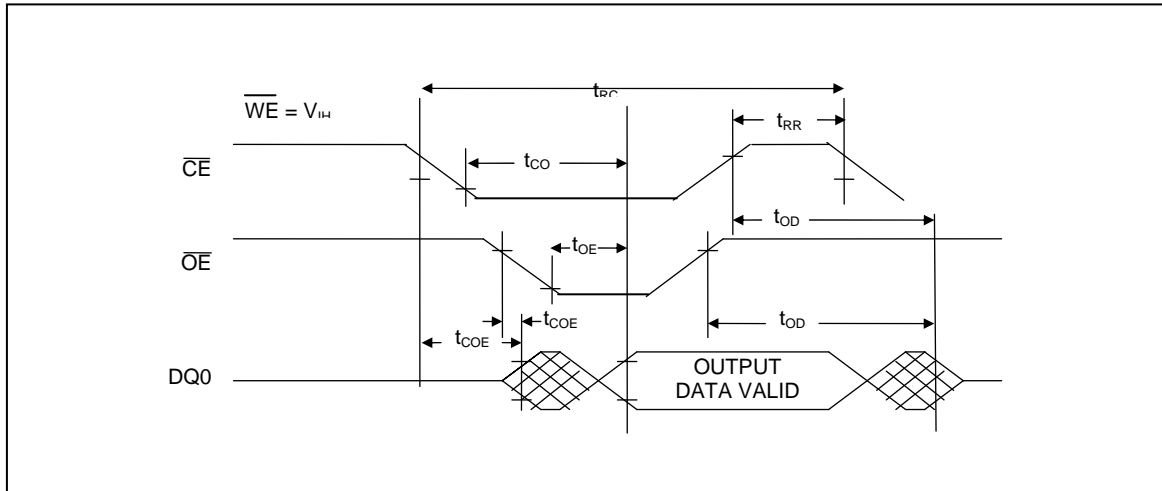 tRC
WE = VIH
tRR
CE
tCO
tOD
OE
tOE
tCOE
tOD
tCOE
DQ0
OUTPUT
DATA VALID